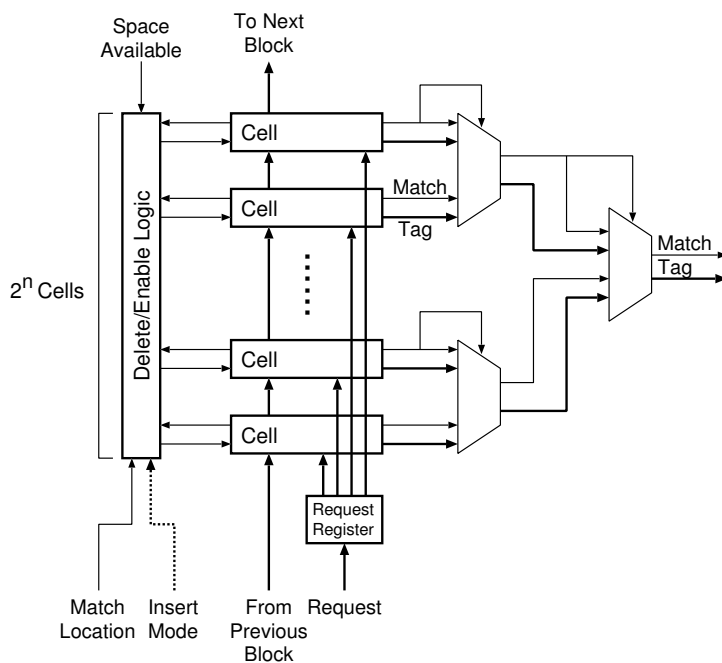 Space
Available
To Next
Block
Cell
Match
Cell
Tag
Delete/Enable Logic
2n Cells
Match
Tag
Cell
Cell
Request
Register
Match
Location
Insert
Mode
From
Previous
Block
Request